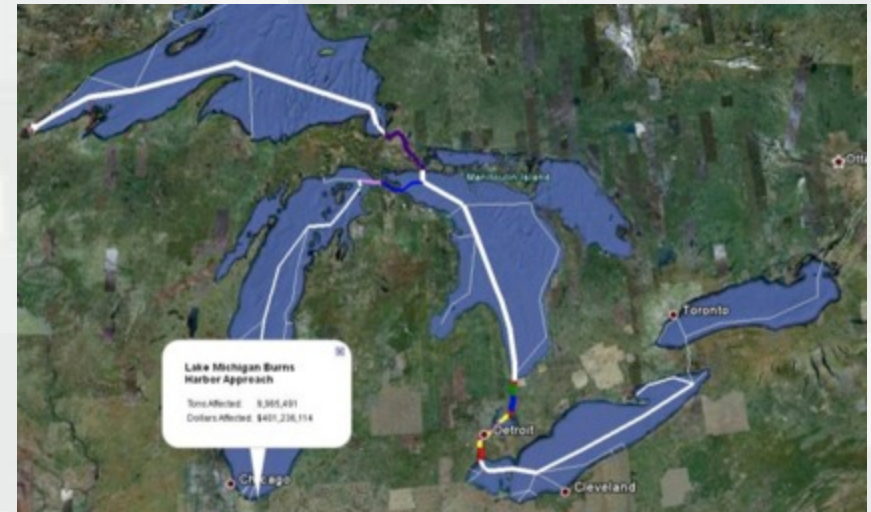 Manitoulin Island
Toronto
Lake Michigan Burns
Harbor Approach
Tons Affected: 9,965,491
Dollars Affected: $401,236,114
Detroit
Chicago
Cleveland